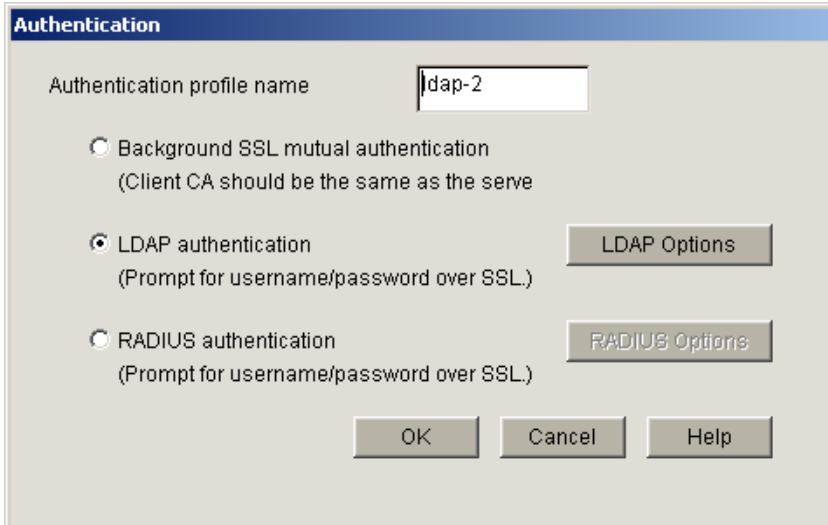 Authentication
Authentication profile name ldap-2
Background SSL mutual authentication
(Client CA should be the same as the serve
LDAP authentication LDAP Options
(Prompt for username/password over SSL.)
RADIUS authentication RADIUS Options
(Prompt for username/password over SSL.)
OK Cancel Help